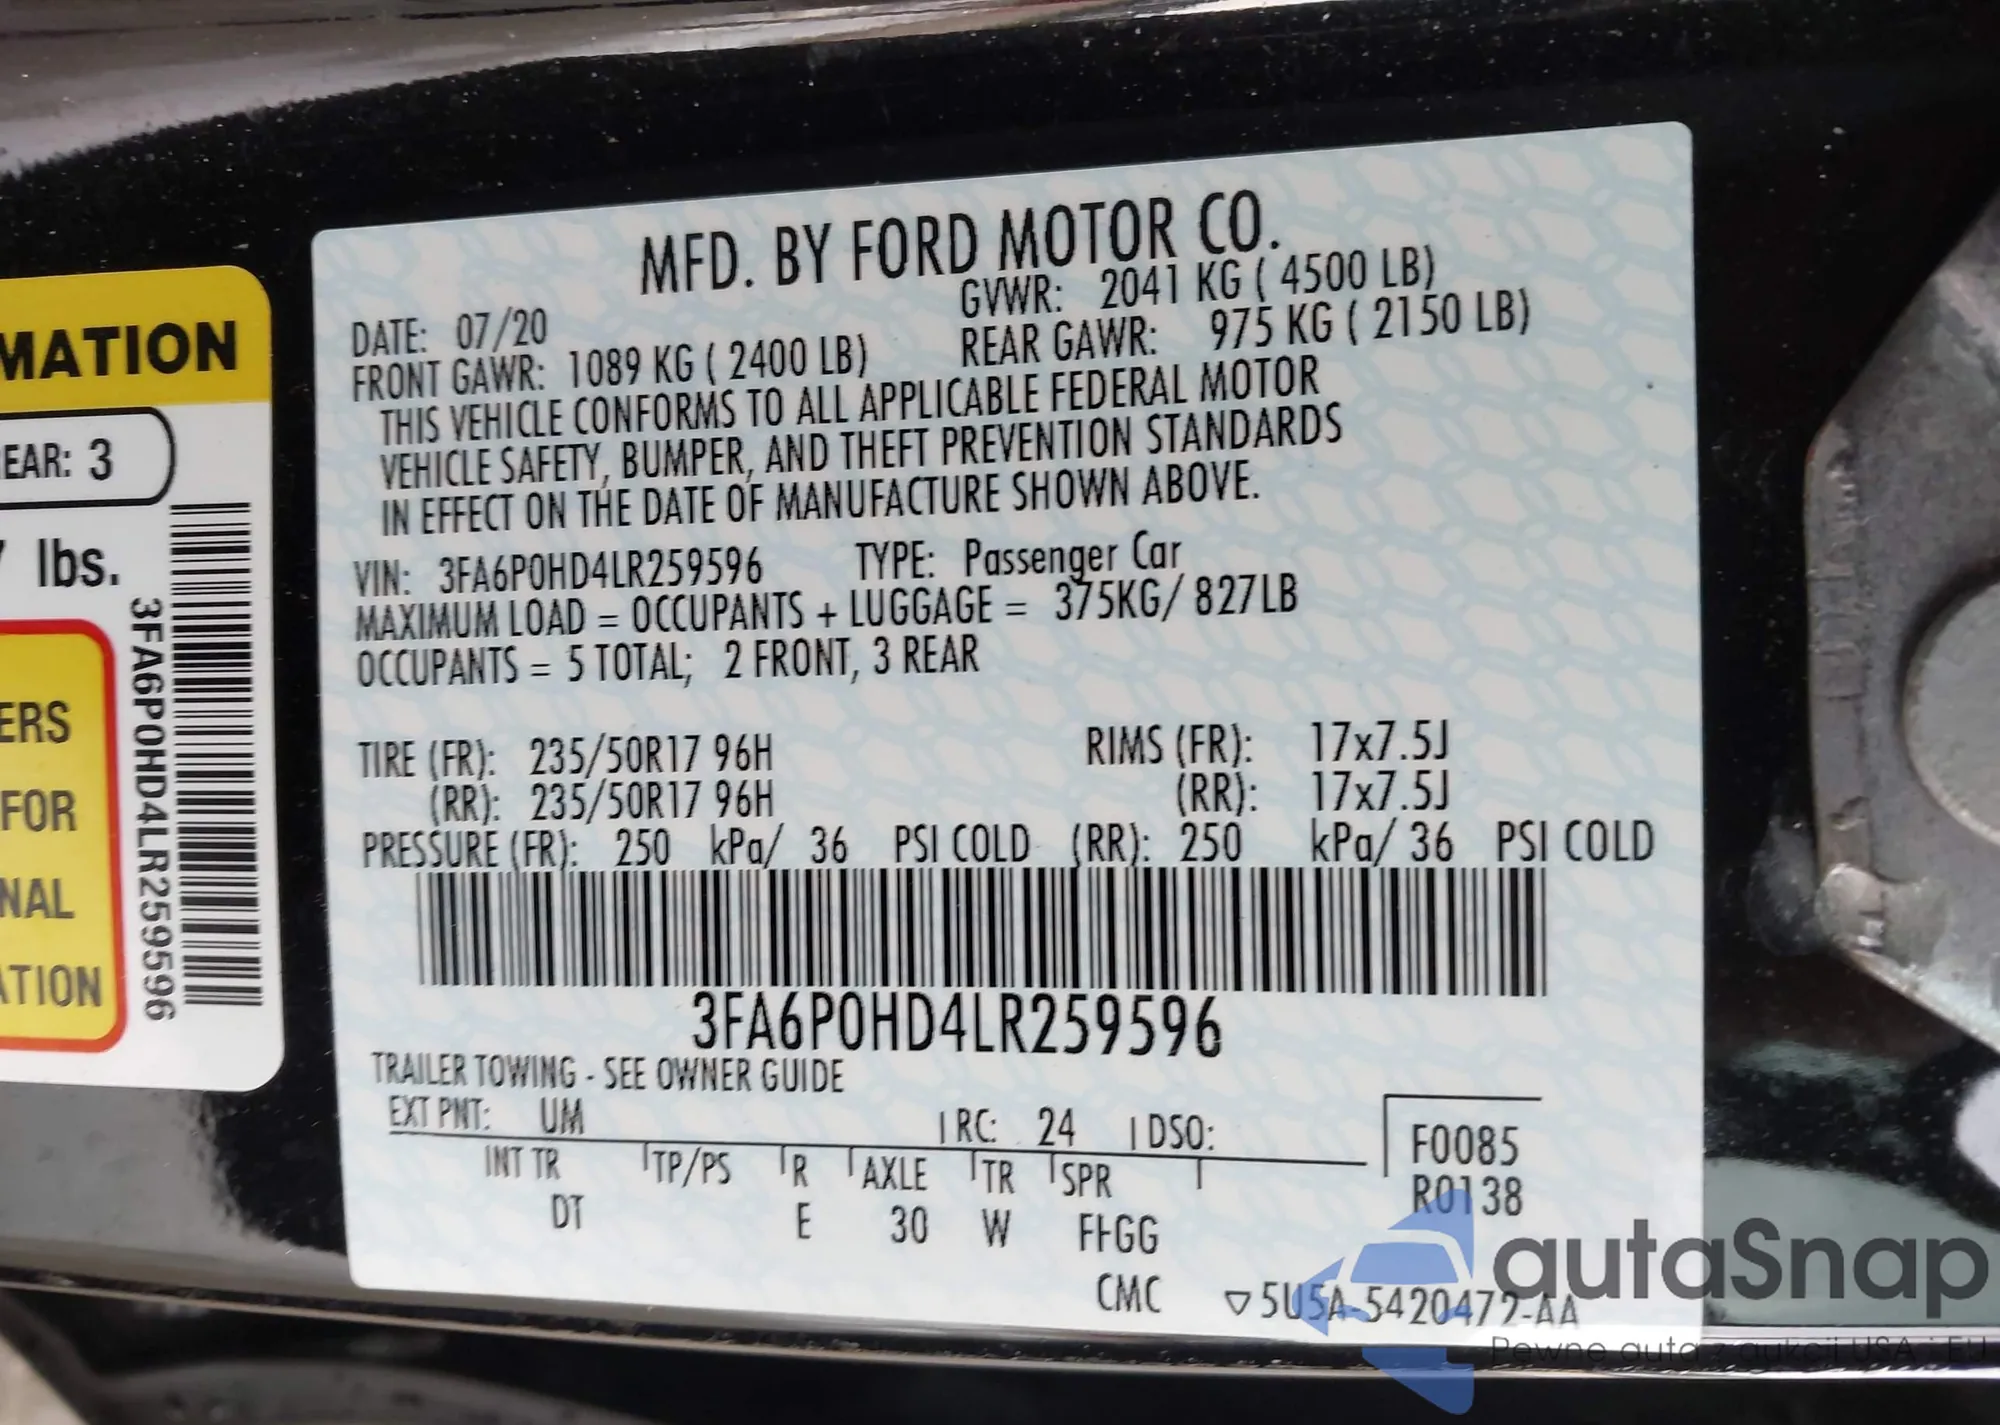 MATION
EAR: 3
lbs.
3FA6P0HD4LR259596
ERS
FOR
NAL
ATION
MFD. BY FORD MOTOR CO.
DATE: 07/20 GVWR: 2041 KG ( 4500 LB)
FRONT GAWR: 1089 KG ( 2400 LB) REAR GAWR: 975 KG ( 2150 LB)
THIS VEHICLE CONFORMS TO ALL APPLICABLE FEDERAL MOTOR
VEHICLE SAFETY, BUMPER, AND THEFT PREVENTION STANDARDS
IN EFFECT ON THE DATE OF MANUFACTURE SHOWN ABOVE.
VIN: 3FA6P0HD4LR259596 TYPE: Passenger Car
MAXIMUM LOAD = OCCUPANTS + LUGGAGE = 375KG/ 827LB
OCCUPANTS = 5 TOTAL; 2 FRONT, 3 REAR
TIRE (FR): 235/50R17 96H RIMS (FR): 17x7.5J
(RR): 235/50R17 96H (RR): 17x7.5J
PRESSURE (FR): 250 kPa/ 36 PSI COLD (RR): 250 kPa/ 36 PSI COLD
3FA6P0HD4LR259596
TRAILER TOWING - SEE OWNER GUIDE
EXT PNT: UM RC: 24 DSO:
F0085
R0138
INT TR TP/PS R AXLE TR SPR
DT E 30 W FHGG
CMC ▽5U5A-5420472-AA
autaSnap
Pewne auta z aukcji USA i EU